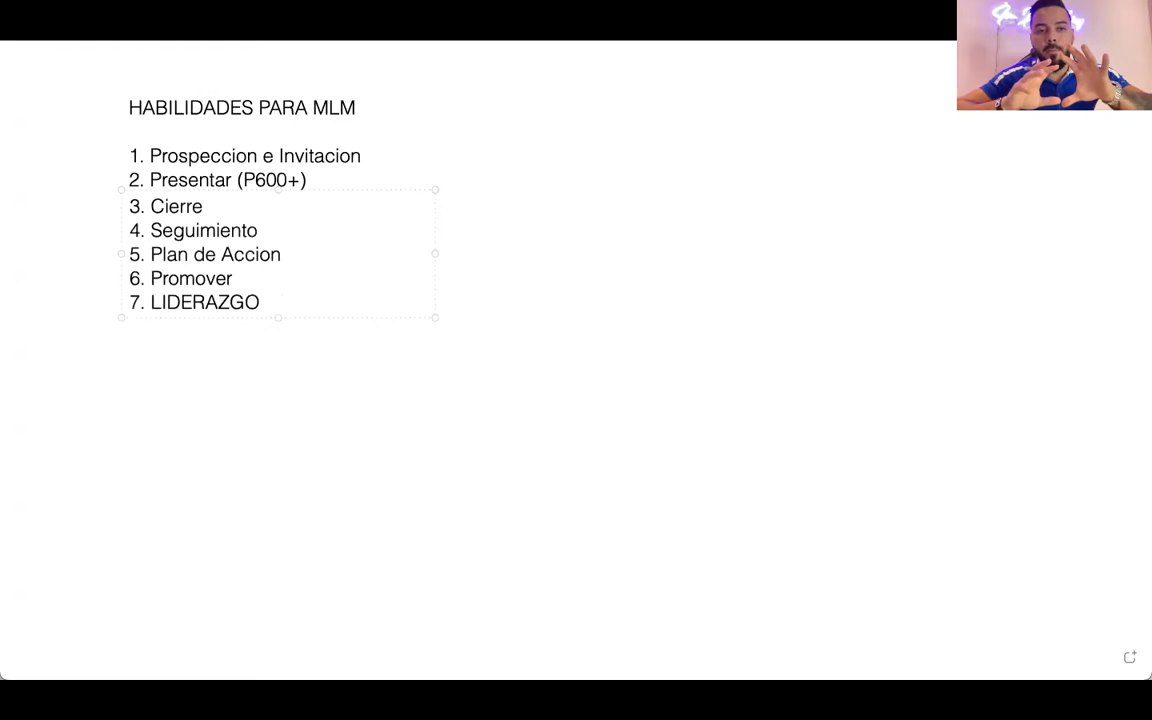 HABILIDADES PARA MLM
1. Prospeccion e Invitacion
2. Presentar (P600+)
3. Cierre
4. Seguimiento
5. Plan de Accion
6. Promover
7. LIDERAZGO